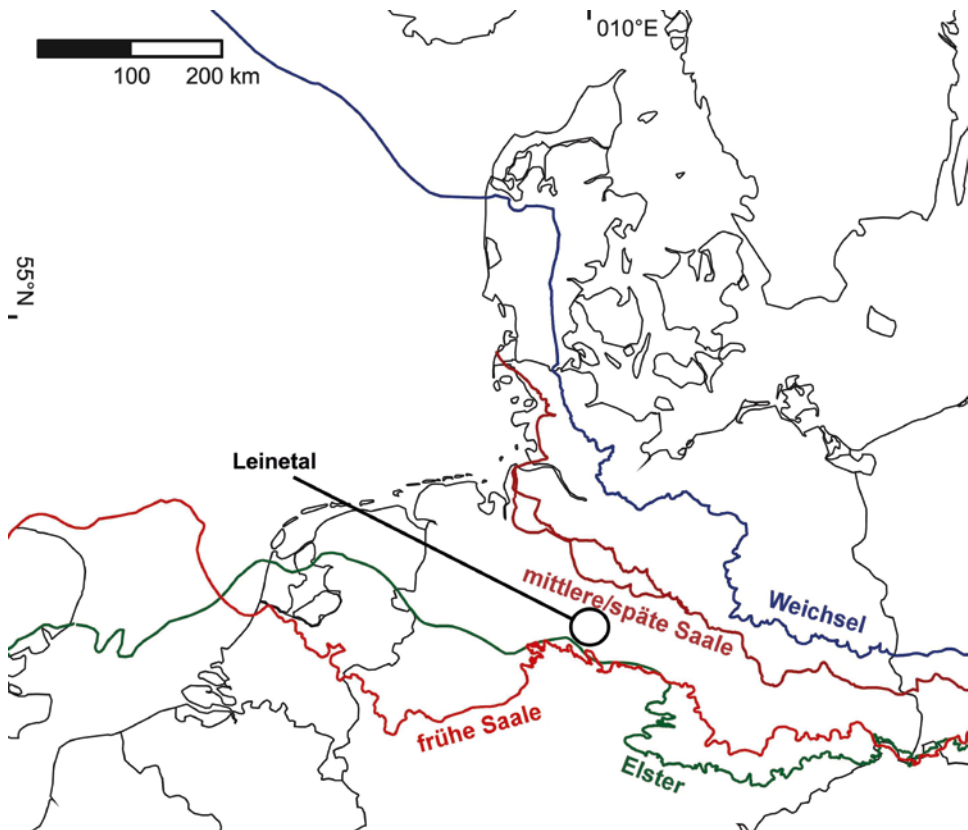 010°E
100 200 km
55°N
Leinetal
mittlere/späte Saale
Weichsel
frühe Saale
Elster